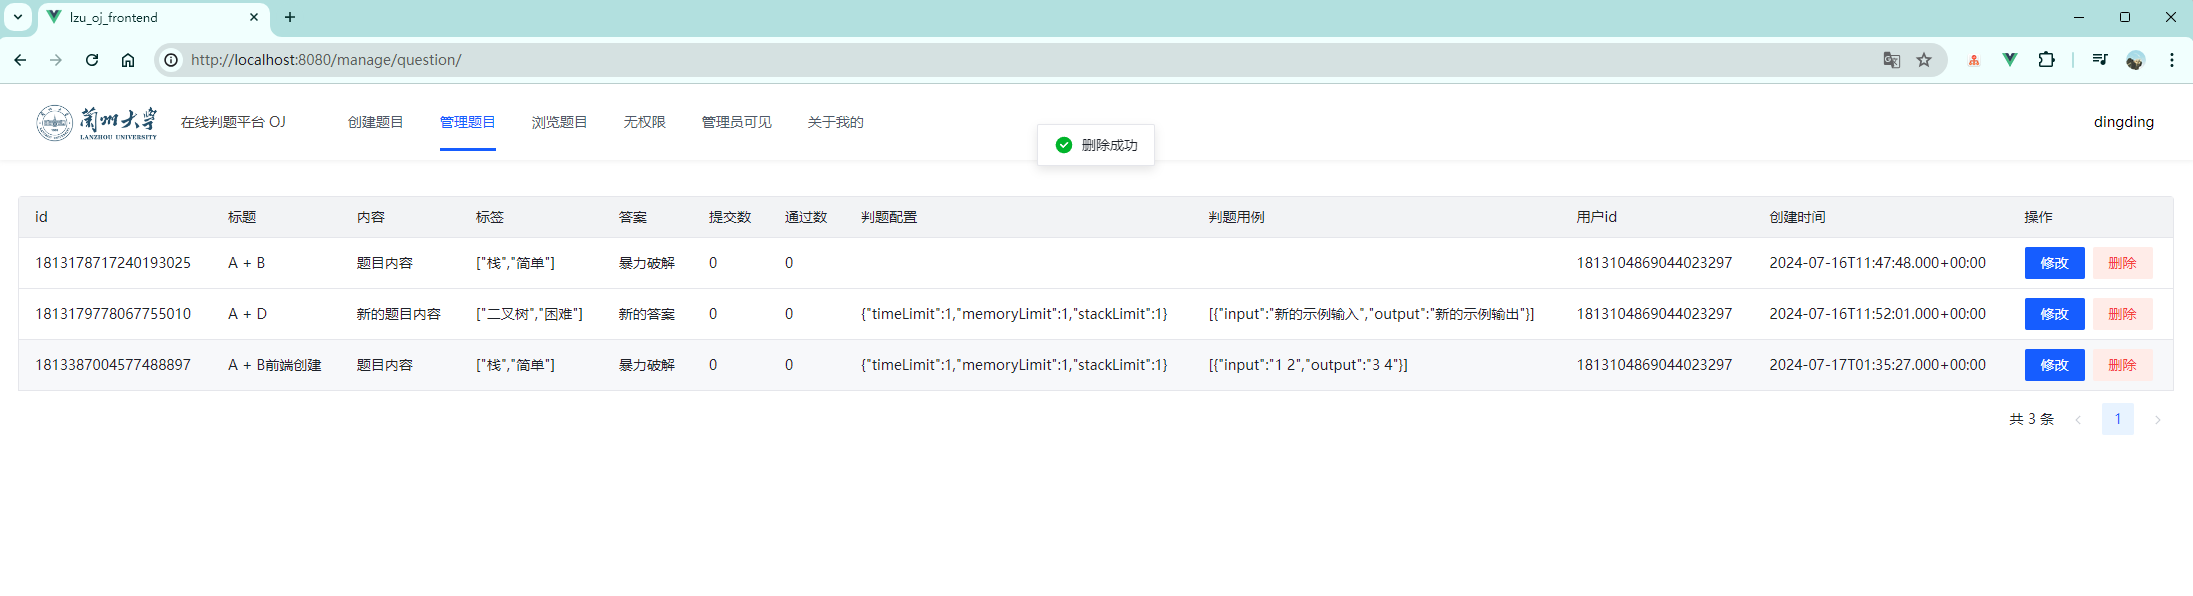 lzu_oj_frontend
http://localhost:8080/manage/question/
兰州大学 LANZHOU UNIVERSITY 在线判题平台 OJ 创建题目 管理题目 浏览题目 无权限 管理员可见 关于我的 dingding
删除成功
id 标题 内容 标签 答案 提交数 通过数 判题配置 判题用例 用户id 创建时间 操作
1813178717240193025 A + B 题目内容 ["栈","简单"] 暴力破解 0 0 1813104869044023297 2024-07-16T11:47:48.000+00:00 修改 删除
1813179778067755010 A + D 新的题目内容 ["二叉树","困难"] 新的答案 0 0 {"timeLimit":1,"memoryLimit":1,"stackLimit":1} [{"input":"新的示例输入","output":"新的示例输出"}] 1813104869044023297 2024-07-16T11:52:01.000+00:00 修改 删除
1813387004577488897 A + B前端创建 题目内容 ["栈","简单"] 暴力破解 0 0 {"timeLimit":1,"memoryLimit":1,"stackLimit":1} [{"input":"1 2","output":"3 4"}] 1813104869044023297 2024-07-17T01:35:27.000+00:00 修改 删除
共 3 条 1